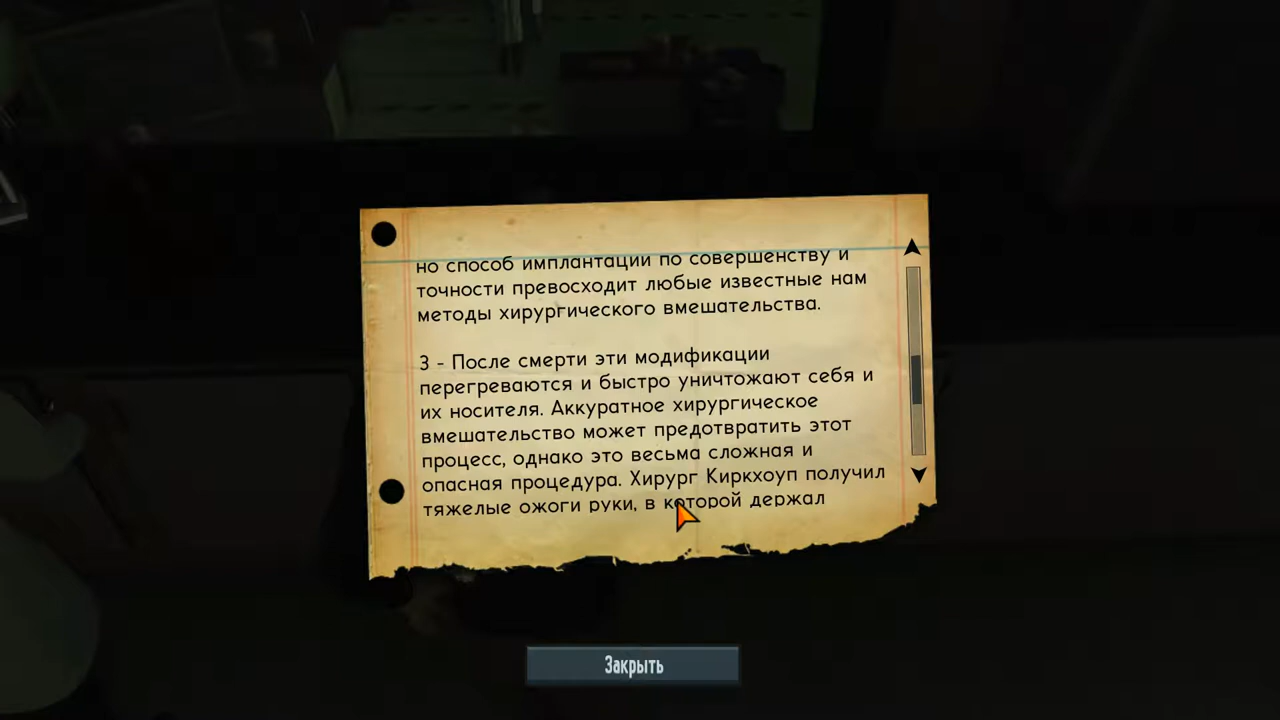 но способ имплантации по совершенству и
точности превосходит любые известные нам
методы хирургического вмешательства.
3 - После смерти эти модификации
перегреваются и быстро уничтожают себя и
их носителя. Аккуратное хирургическое
вмешательство может предотвратить этот
процесс, однако это весьма сложная и
опасная процедура. Хирург Киркхоуп получил
тяжелые ожоги руки, в которой держал
Закрыть